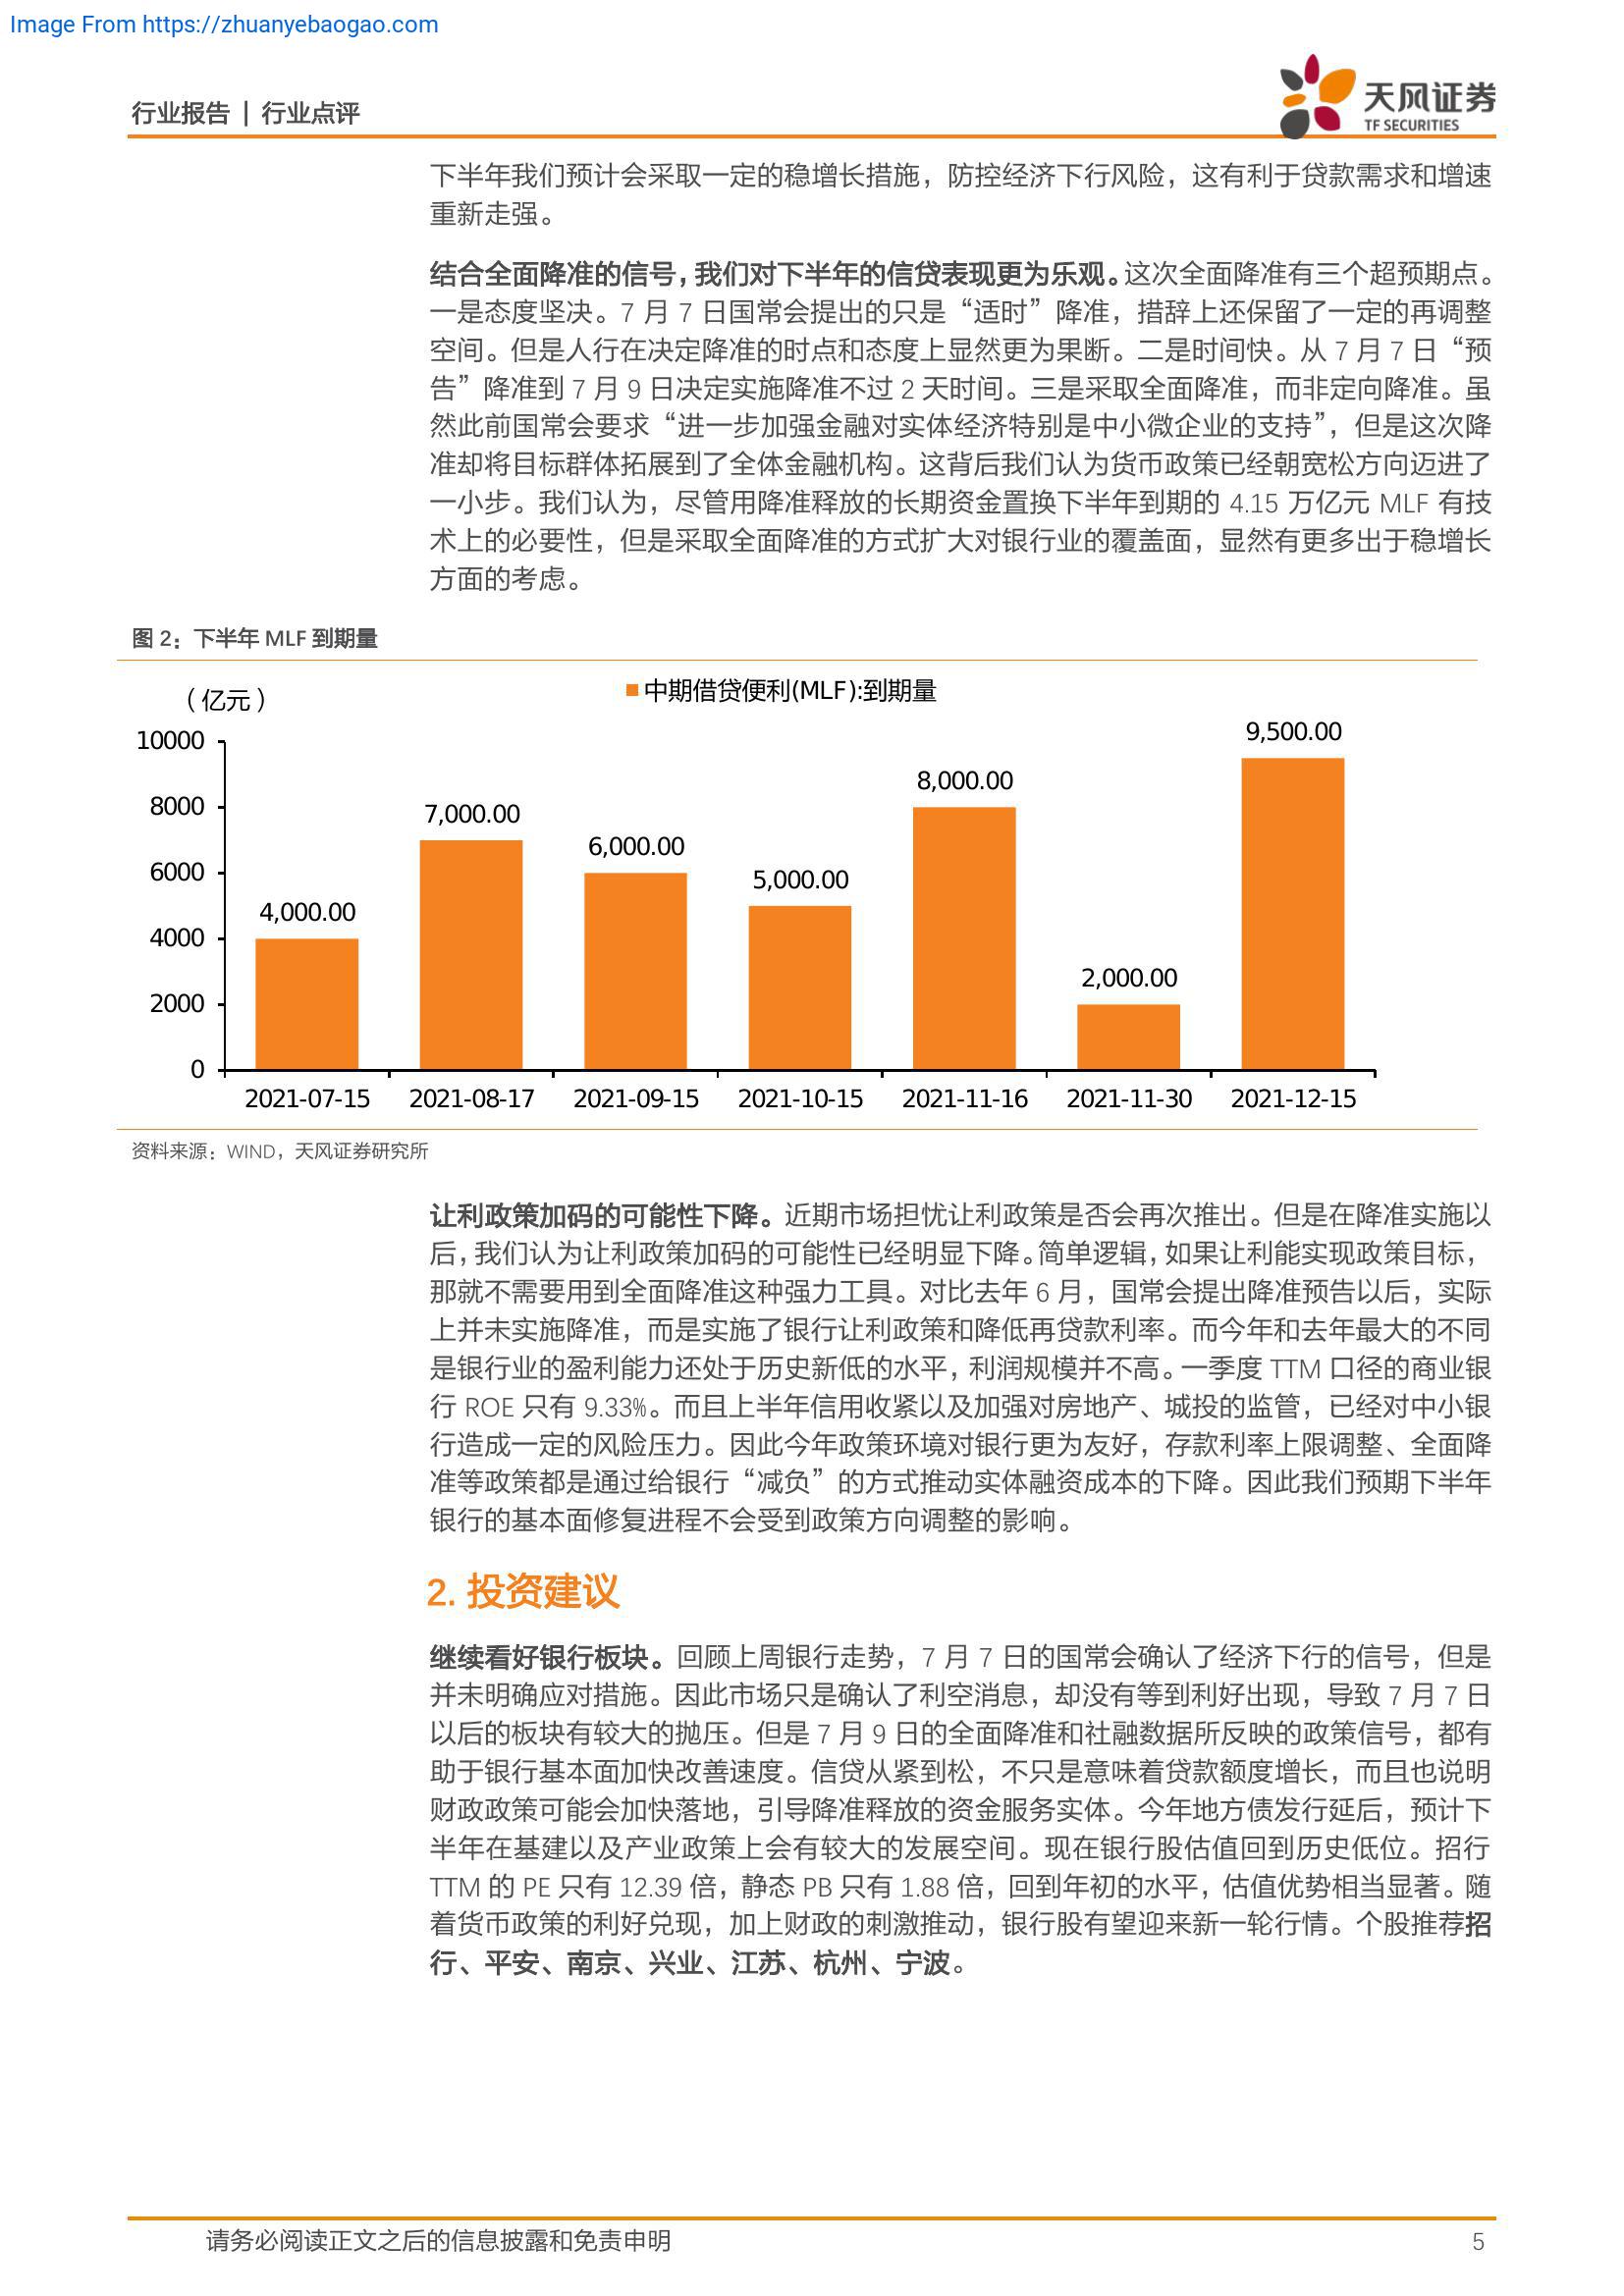 Image From https://zhuanyebaogao.com
行业报告 | 行业点评
天风证券
TF SECURITIES
下半年我们预计会采取一定的稳增长措施，防控经济下行风险，这有利于贷款需求和增速
重新走强。
结合全面降准的信号，我们对下半年的信贷表现更为乐观。这次全面降准有三个超预期点。
一是态度坚决。7 月 7 日国常会提出的只是“适时”降准，措辞上还保留了一定的再调整
空间。但是人行在决定降准的时点和态度上显然更为果断。二是时间快。从 7 月 7 日“预
告”降准到 7 月 9 日决定实施降准不过 2 天时间。三是采取全面降准，而非定向降准。虽
然此前国常会要求“进一步加强金融对实体经济特别是中小微企业的支持”，但是这次降
准却将目标群体拓展到了全体金融机构。这背后我们认为货币政策已经朝宽松方向迈进了
一小步。我们认为，尽管用降准释放的长期资金置换下半年到期的 4.15 万亿元 MLF 有技
术上的必要性，但是采取全面降准的方式扩大对银行业的覆盖面，显然有更多出于稳增长
方面的考虑。
图 2：下半年 MLF 到期量
（亿元）
中期借贷便利(MLF):到期量
10000
8000
6000
4000
2000
0
4,000.00
7,000.00
6,000.00
5,000.00
8,000.00
2,000.00
9,500.00
2021-07-15 2021-08-17 2021-09-15 2021-10-15 2021-11-16 2021-11-30 2021-12-15
资料来源：WIND，天风证券研究所
让利政策加码的可能性下降。近期市场担忧让利政策是否会再次推出。但是在降准实施以
后，我们认为让利政策加码的可能性已经明显下降。简单逻辑，如果让利能实现政策目标，
那就不需要用到全面降准这种强力工具。对比去年 6 月，国常会提出降准预告以后，实际
上并未实施降准，而是实施了银行让利政策和降低再贷款利率。而今年和去年最大的不同
是银行业的盈利能力还处于历史新低的水平，利润规模并不高。一季度 TTM 口径的商业银
行 ROE 只有 9.33%。而且上半年信用收紧以及加强对房地产、城投的监管，已经对中小银
行造成一定的风险压力。因此今年政策环境对银行更为友好，存款利率上限调整、全面降
准等政策都是通过给银行“减负”的方式推动实体融资成本的下降。因此我们预期下半年
银行的基本面修复进程不会受到政策方向调整的影响。
2. 投资建议
继续看好银行板块。回顾上周银行走势，7 月 7 日的国常会确认了经济下行的信号，但是
并未明确应对措施。因此市场只是确认了利空消息，却没有等到利好出现，导致 7 月 7 日
以后的板块有较大的抛压。但是 7 月 9 日的全面降准和社融数据所反映的政策信号，都有
助于银行基本面加快改善速度。信贷从紧到松，不只是意味着贷款额度增长，而且也说明
财政政策可能会加快落地，引导降准释放的资金服务实体。今年地方债发行延后，预计下
半年在基建以及产业政策上会有较大的发展空间。现在银行股估值回到历史低位。招行
TTM 的 PE 只有 12.39 倍，静态 PB 只有 1.88 倍，回到年初的水平，估值优势相当显著。随
着货币政策的利好兑现，加上财政的刺激推动，银行股有望迎来新一轮行情。个股推荐招
行、平安、南京、兴业、江苏、杭州、宁波。
请务必阅读正文之后的信息披露和免责申明
5